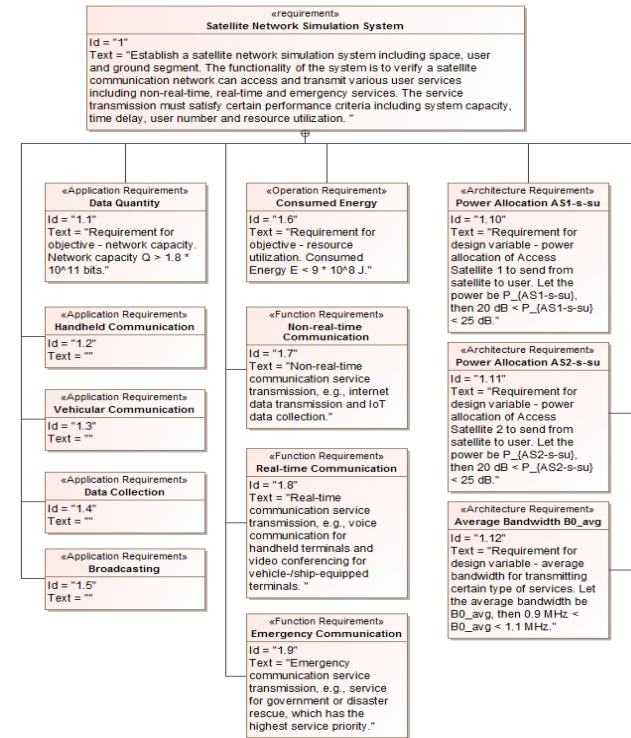 «requirement»
Satellite Network Simulation System
Id = "1"
Text = "Establish a satellite network simulation system including space, user
and ground segment. The functionality of the system is to verify a satellite
communication network can access and transmit various user services
including non-real-time, real-time and emergency services. The service
transmission must satisfy certain performance criteria including system capacity,
time delay, user number and resource utilization. "
«Application Requirement»
Data Quantity
Id = "1.1"
Text = "Requirement for
objective - network capacity.
Network capacity Q > 1.8 *
10^11 bits."
«Application Requirement»
Handheld Communication
Id = "1.2"
Text = ""
«Application Requirement»
Vehicular Communication
Id = "1.3"
Text = ""
«Application Requirement»
Data Collection
Id = "1.4"
Text = ""
«Application Requirement»
Broadcasting
Id = "1.5"
Text = ""
«Operation Requirement»
Consumed Energy
Id = "1.6"
Text = "Requirement for
objective - resource
utilization. Consumed
Energy E < 9 * 10^8 J."
«Function Requirement»
Non-real-time
Communication
Id = "1.7"
Text = "Non-real-time
communication service
transmission, e.g., internet
data transmission and IoT
data collection."
«Function Requirement»
Real-time Communication
Id = "1.8"
Text = "Real-time
communication service
transmission, e.g., voice
communication for
handheld terminals and
video conferencing for
vehicle-/ship-equipped
terminals. "
«Function Requirement»
Emergency Communication
Id = "1.9"
Text = "Emergency
communication service
transmission, e.g., service
for government or disaster
rescue, which has the
highest service priority."
«Architecture Requirement»
Power Allocation AS1-s-su
Id = "1.10"
Text = "Requirement for
design variable - power
allocation of Access
Satellite 1 to send from
satellite to user. Let the
power be P_{AS1-s-su},
then 20 dB < P_{AS1-s-su}
< 25 dB."
«Architecture Requirement»
Power Allocation AS2-s-su
Id = "1.11"
Text = "Requirement for
design variable - power
allocation of Access
Satellite 2 to send from
satellite to user. Let the
power be P_{AS2-s-su},
then 20 dB < P_{AS2-s-su}
< 25 dB."
«Architecture Requirement»
Average Bandwidth B0_avg
Id = "1.12"
Text = "Requirement for
design variable - average
bandwidth for transmitting
certain type of services. Let
the average bandwidth be
B0_avg, then 0.9 MHz <
B0_avg < 1.1 MHz."